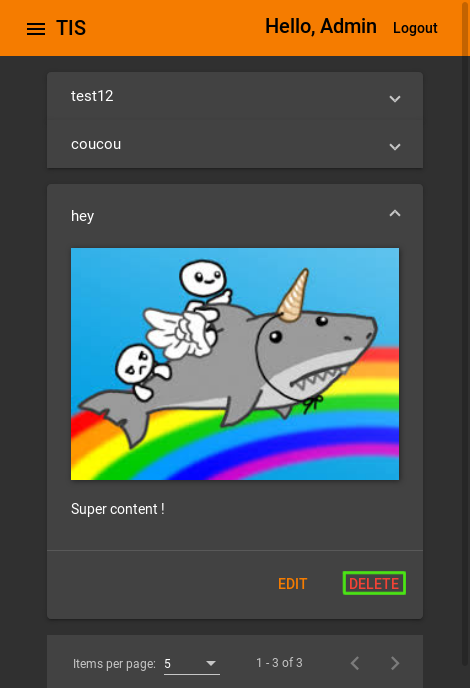 TIS
Hello, Admin
Logout
test12
coucou
hey
Super content !
EDIT
DELETE
Items per page:
5
1 - 3 of 3